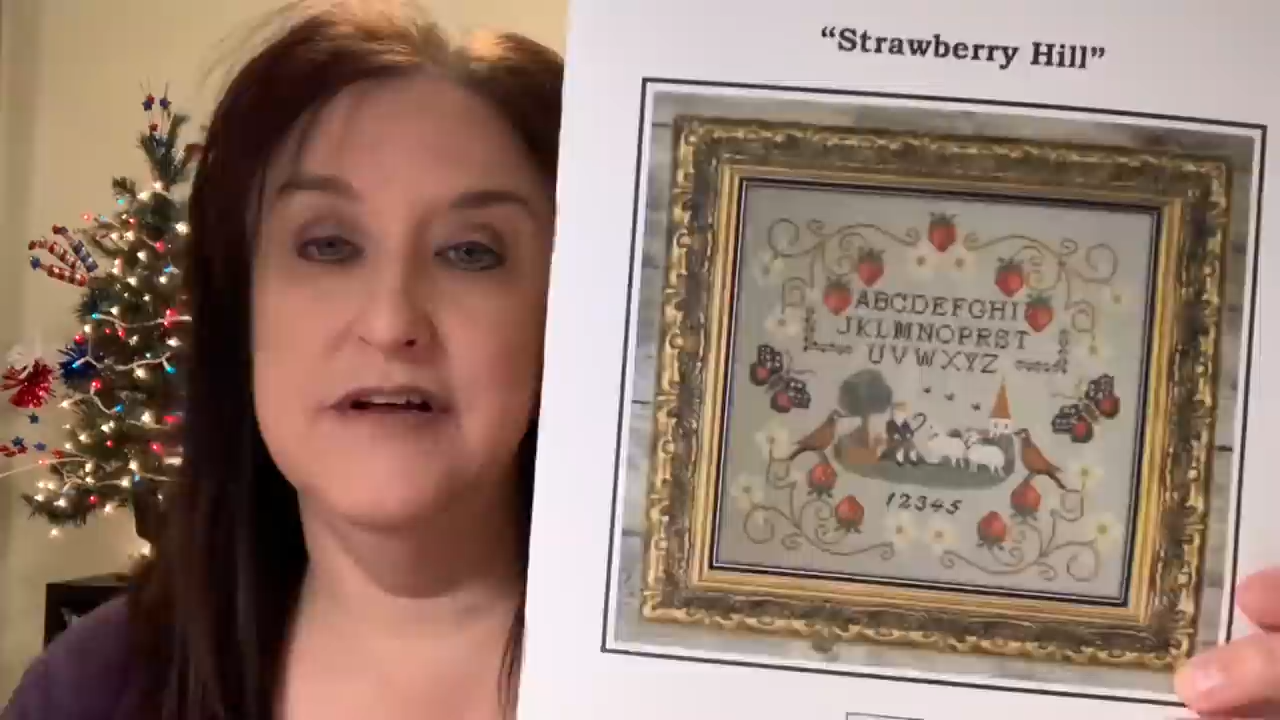 “Strawberry Hill”
ABCDEFGHI
JKLMNOPRST
UVWXYZ
12345